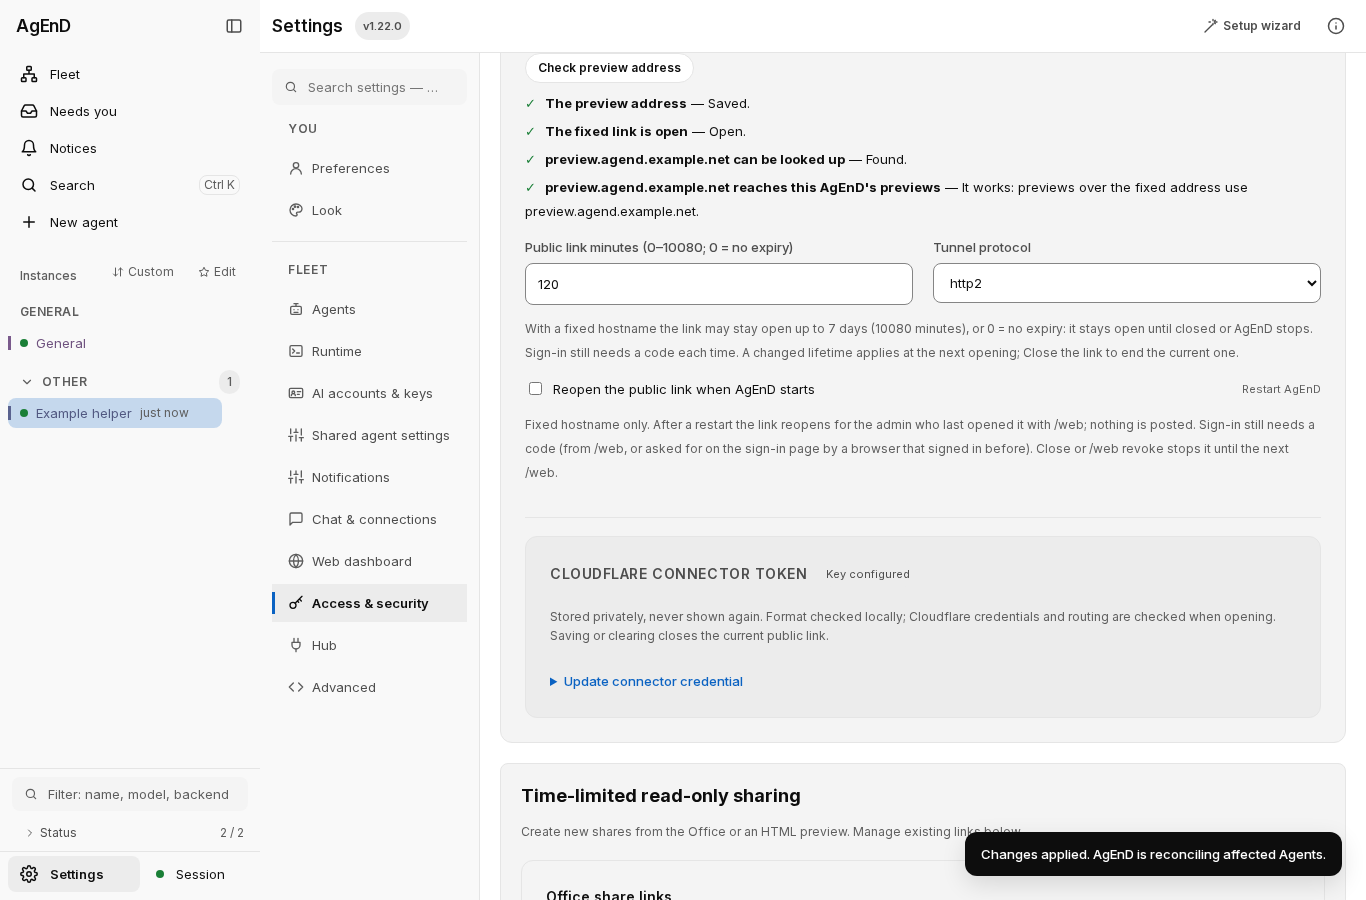 AgEnD
Fleet
Needs you
Notices
Search Ctrl K
New agent
Instances Custom Edit
GENERAL
General
OTHER 1
Example helper just now
Filter: name, model, backend
Status 2 / 2
Settings Session
Settings v1.22.0
Setup wizard
Search settings — …
YOU
Preferences
Look
FLEET
Agents
Runtime
AI accounts & keys
Shared agent settings
Notifications
Chat & connections
Web dashboard
Access & security
Hub
Advanced
Check preview address
✓ The preview address — Saved.
✓ The fixed link is open — Open.
✓ preview.agend.example.net can be looked up — Found.
✓ preview.agend.example.net reaches this AgEnD's previews — It works: previews over the fixed address use
preview.agend.example.net.
Public link minutes (0–10080; 0 = no expiry) Tunnel protocol
120 http2
With a fixed hostname the link may stay open up to 7 days (10080 minutes), or 0 = no expiry: it stays open until closed or AgEnD stops.
Sign-in still needs a code each time. A changed lifetime applies at the next opening; Close the link to end the current one.
Reopen the public link when AgEnD starts Restart AgEnD
Fixed hostname only. After a restart the link reopens for the admin who last opened it with /web; nothing is posted. Sign-in still needs a
code (from /web, or asked for on the sign-in page by a browser that signed in before). Close or /web revoke stops it until the next
/web.
CLOUDFLARE CONNECTOR TOKEN Key configured
Stored privately, never shown again. Format checked locally; Cloudflare credentials and routing are checked when opening.
Saving or clearing closes the current public link.
Update connector credential
Time-limited read-only sharing
Create new shares from the Office or an HTML preview. Manage existing links below.
Office share links
Changes applied. AgEnD is reconciling affected Agents.